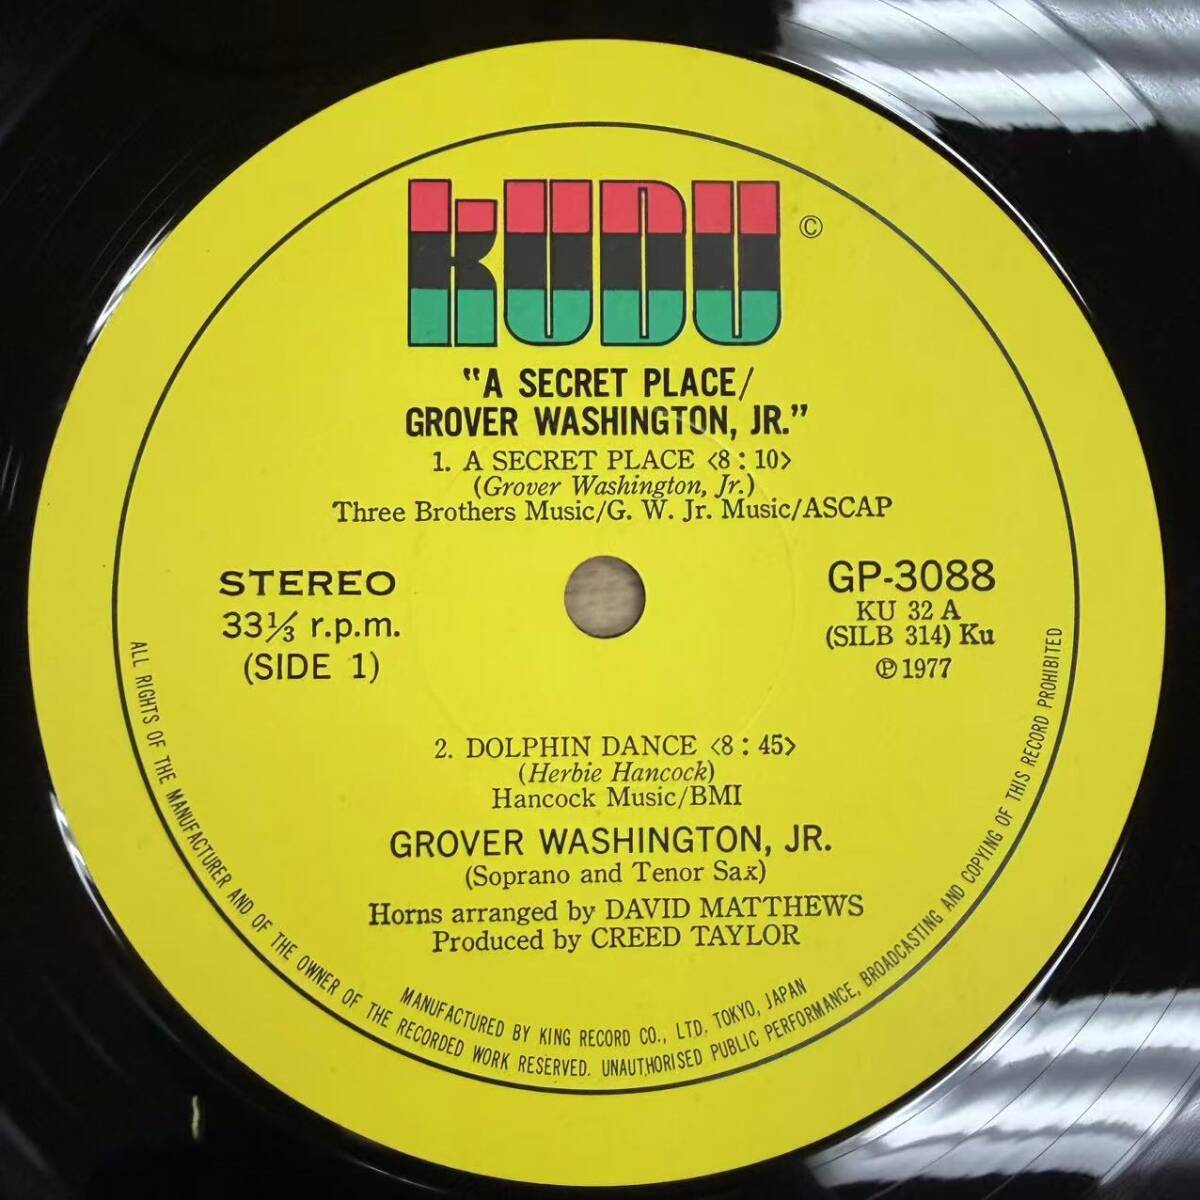 KUDU ©
"A SECRET PLACE/
GROVER WASHINGTON, JR."
1. A SECRET PLACE <8 : 10>
(Grover Washington, Jr.)
Three Brothers Music/G. W. Jr. Music/ASCAP
STEREO
33⅓ r.p.m.
(SIDE 1)
GP-3088
KU 32 A
(SILB 314) Ku
℗ 1977
2. DOLPHIN DANCE <8 : 45>
(Herbie Hancock)
Hancock Music/BMI
GROVER WASHINGTON, JR.
(Soprano and Tenor Sax)
Horns arranged by DAVID MATTHEWS
Produced by CREED TAYLOR
MANUFACTURED BY KING RECORD CO., LTD, TOKYO, JAPAN
ALL RIGHTS OF THE MANUFACTURER AND OF THE OWNER OF THE RECORDED WORK RESERVED. UNAUTHORISED PUBLIC PERFORMANCE, BROADCASTING AND COPYING OF THIS RECORD PROHIBITED